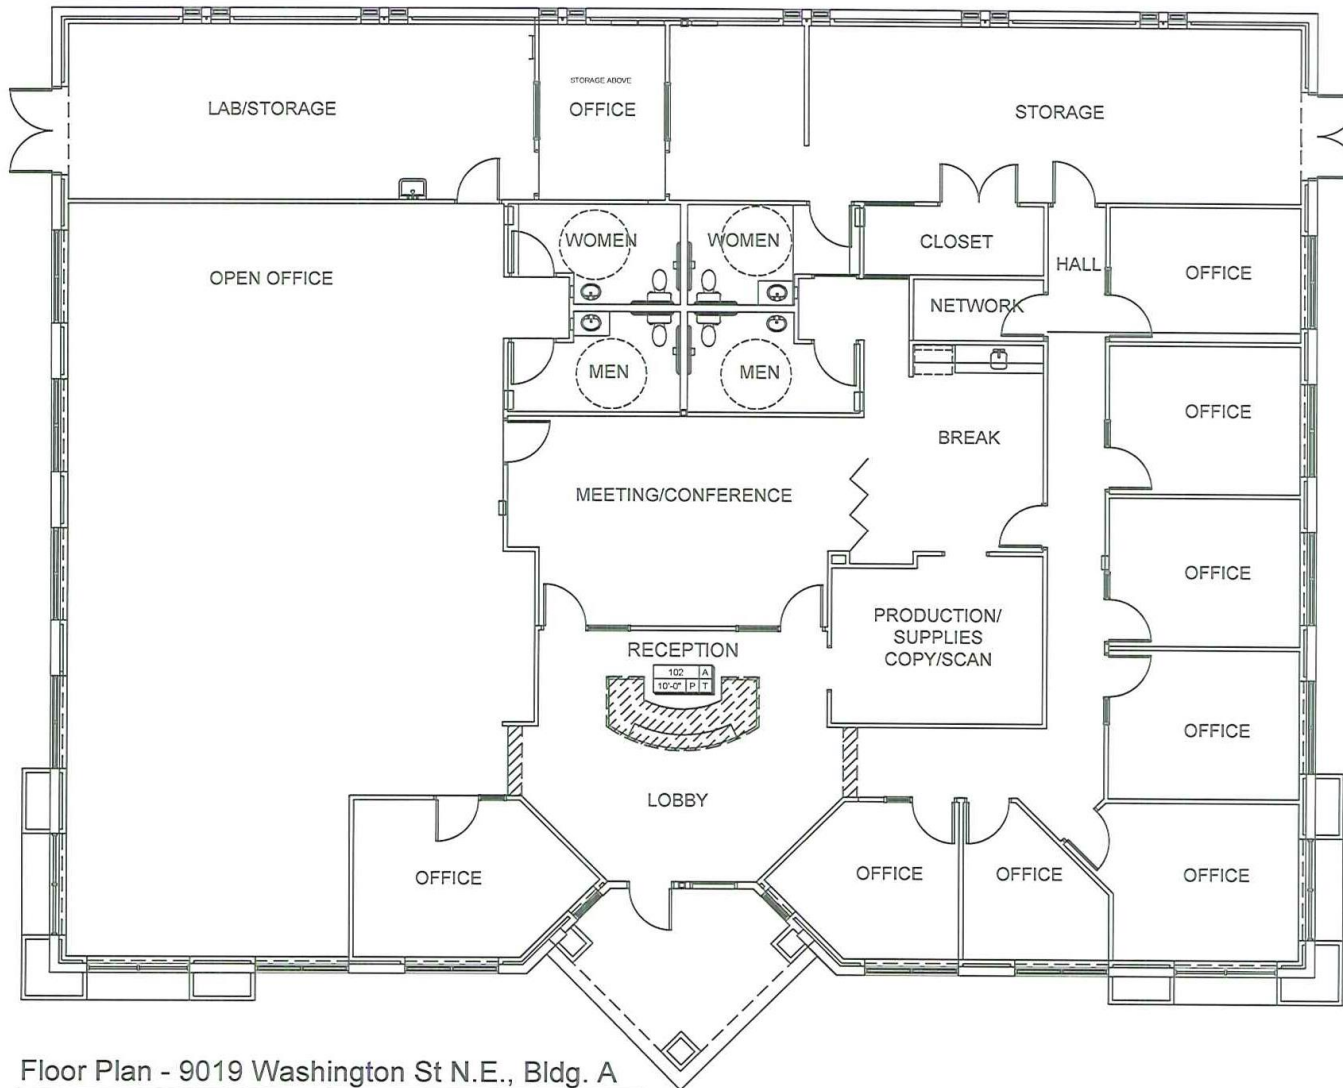 STORAGE ABOVE
LAB/STORAGE
OFFICE
STORAGE
WOMEN
WOMEN
CLOSET
HALL
OFFICE
OPEN OFFICE
NETWORK
MEN
MEN
OFFICE
BREAK
MEETING/CONFERENCE
OFFICE
PRODUCTION/
SUPPLIES
COPY/SCAN
RECEPTION
102 A
10'-0" P T
OFFICE
LOBBY
OFFICE
OFFICE
OFFICE
OFFICE
Floor Plan - 9019 Washington St N.E., Bldg. A